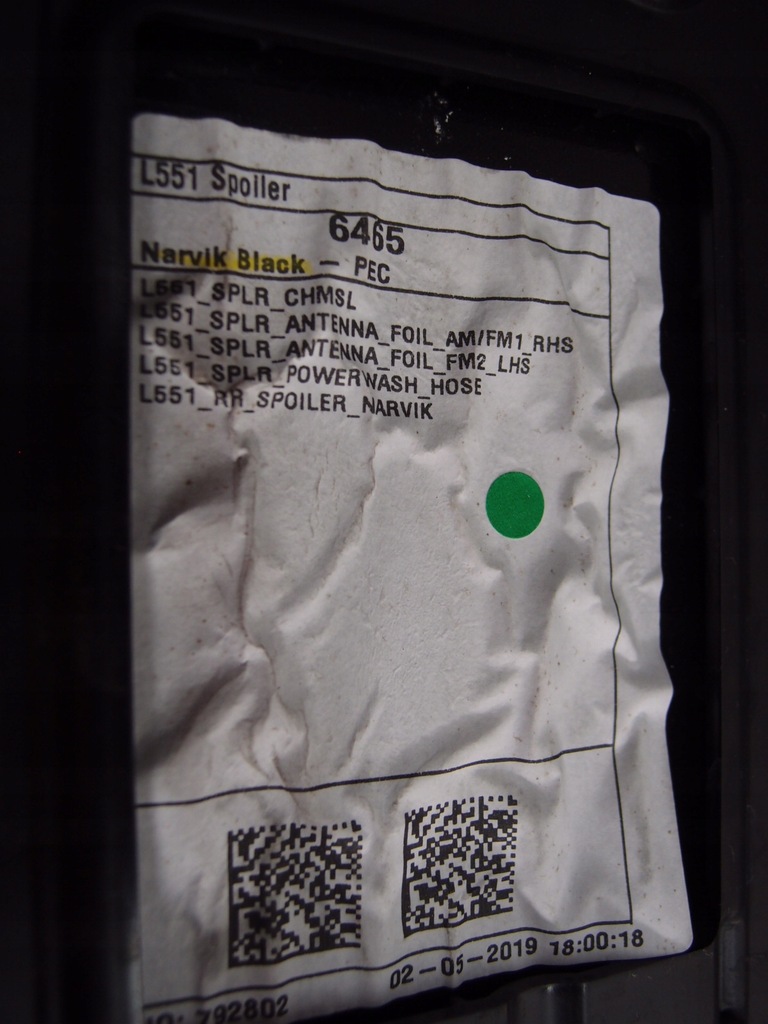 L551 Spoiler
6465
Narvik Black - PEC
L551_SPLR_CHMSL
L551_SPLR_ANTENNA_FOIL_AM/FM1_RHS
L551_SPLR_ANTENNA_FOIL_FM2_LHS
L551_SPLR_POWERWASH_HOSE
L551_RR_SPOILER_NARVIK
02-05-2019 18:00:18
792802